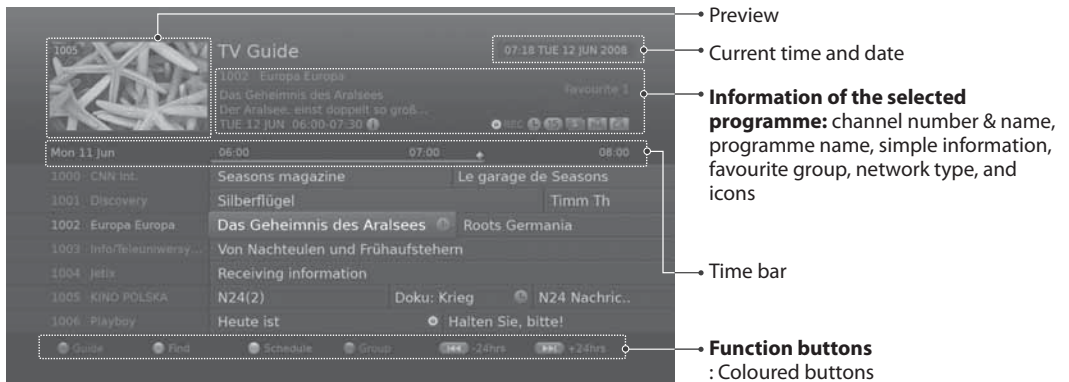 Preview
1005
TV Guide
07:18 TUE 12 JUN 2008
Current time and date
1002 Europa Europa
Das Geheimnis des Aralsees
Favourite 1
Der Aralsee, einst doppelt so groß...
TUE 12 JUN 06:00-07:30
REC 15
Information of the selected
programme: channel number & name,
programme name, simple information,
favourite group, network type, and
icons
Mon 11 Jun 06:00 07:00 08:00
1000 CNN Int. Seasons magazine Le garage de Seasons
1001 Discovery Silberflügel Timm Th
1002 Europa Europa Das Geheimnis des Aralsees Roots Germania
1003 Info/Teleuniwersy... Von Nachteulen und Frühaufstehern
1004 Jetix Receiving information
Time bar
1005 KINO POLSKA N24(2) Doku: Krieg N24 Nachric..
1006 Playboy Heute ist Halten Sie, bitte!
Guide Find Schedule Group -24hrs +24hrs
Function buttons
: Coloured buttons